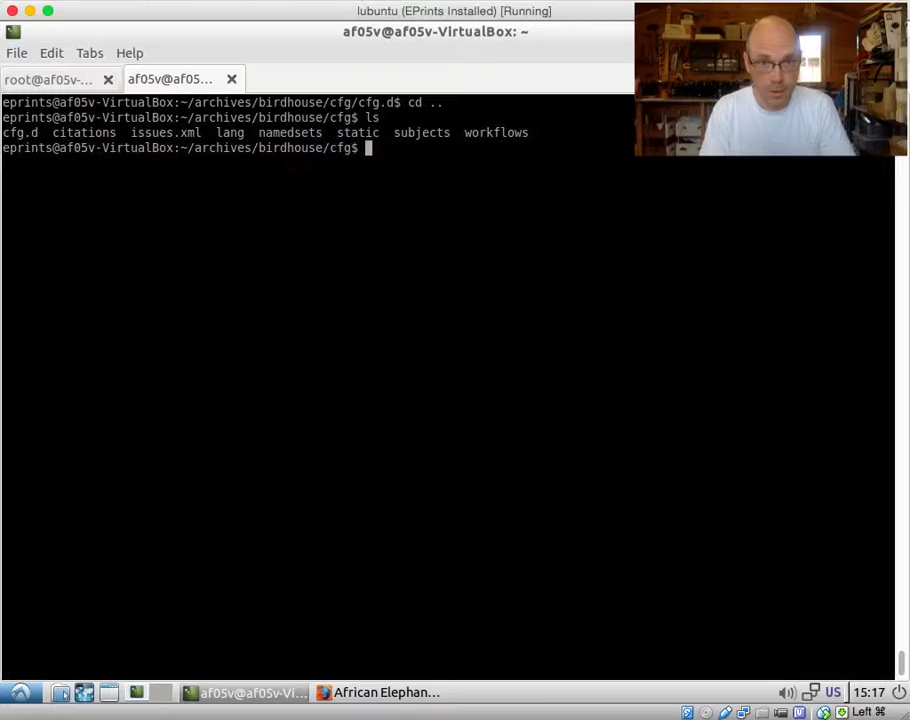 lubuntu (EPrints Installed) [Running]
af05v@af05v-VirtualBox: ~
File Edit Tabs Help
root@af05v-... af05v@af05...
eprints@af05v-VirtualBox:~/archives/birdhouse/cfg/cfg.d$ cd ..
eprints@af05v-VirtualBox:~/archives/birdhouse/cfg$ ls
cfg.d citations issues.xml lang namedsets static subjects workflows
eprints@af05v-VirtualBox:~/archives/birdhouse/cfg$
af05v@af05v-Vi... African Elephan... US 15:17
Left ⌘